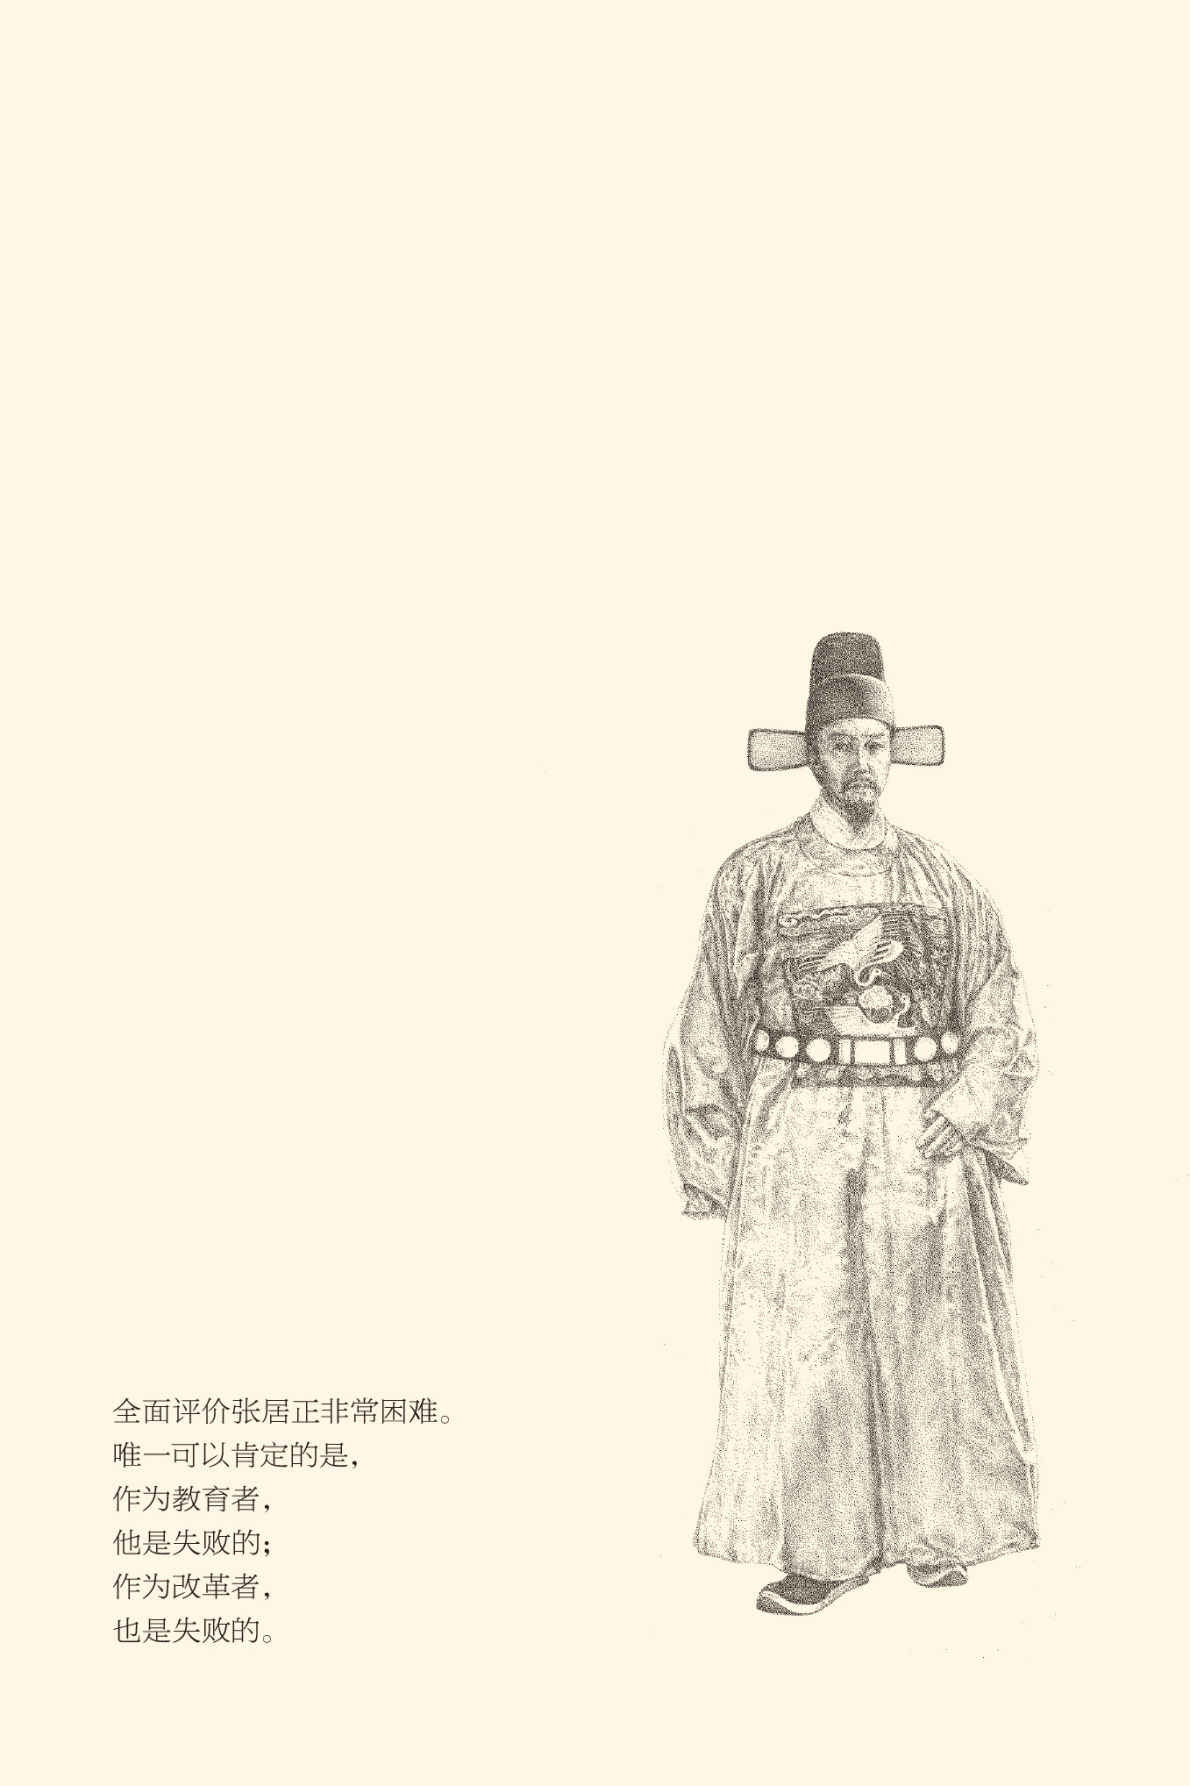 全面评价张居正非常困难。
唯一可以肯定的是，
作为教育者，
他是失败的；
作为改革者，
也是失败的。